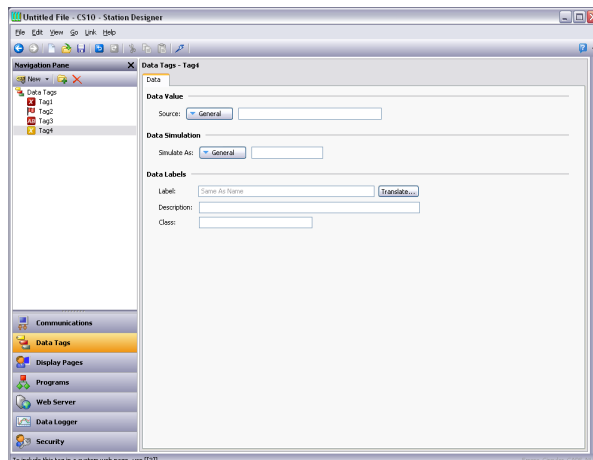 Untitled File - CS10 - Station Designer
File Edit View Go Link Help
Navigation Pane X
New
Data Tags
Tag1
Tag2
Tag3
Tag4
Communications
Data Tags
Display Pages
Programs
Web Server
Data Logger
Security
Data Tags - Tag4
Data
Data Value
Source: General
Data Simulation
Simulate As: General
Data Labels
Label: Same As Name Translate...
Description:
Class: